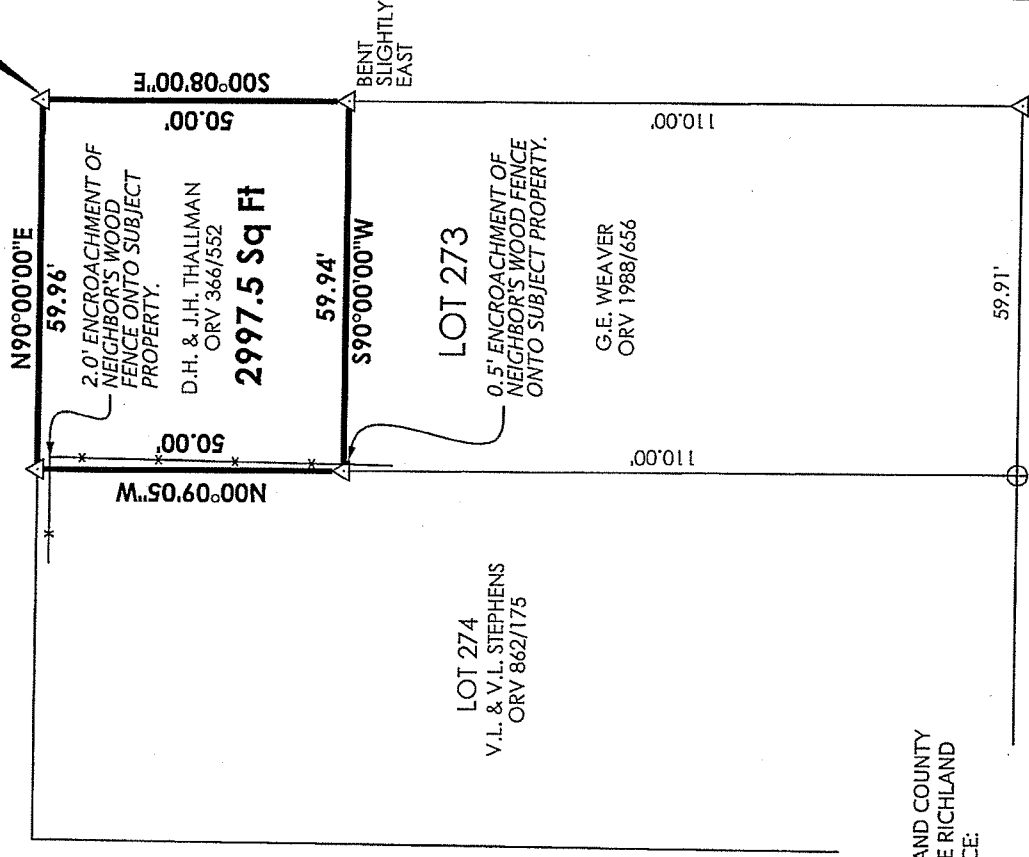 N90°00'00"E
59.96'
S00°08'00"E
50.00'
2.0' ENCROACHMENT OF
NEIGHBOR'S WOOD
FENCE ONTO SUBJECT
PROPERTY.
D.H. & J.H. THALLMAN
ORV 366/552
2997.5 Sq Ft
BENT
SLIGHTLY
EAST
50.00'
N00°09'05"W
59.94'
S90°00'00"W
LOT 273
0.5' ENCROACHMENT OF
NEIGHBOR'S WOOD FENCE
ONTO SUBJECT PROPERTY.
G.E. WEAVER
ORV 1988/656
110.00'
110.00'
59.91'
LOT 274
V.L. & V.L. STEPHENS
ORV 862/175
AND COUNTY
E RICHLAND
CE: